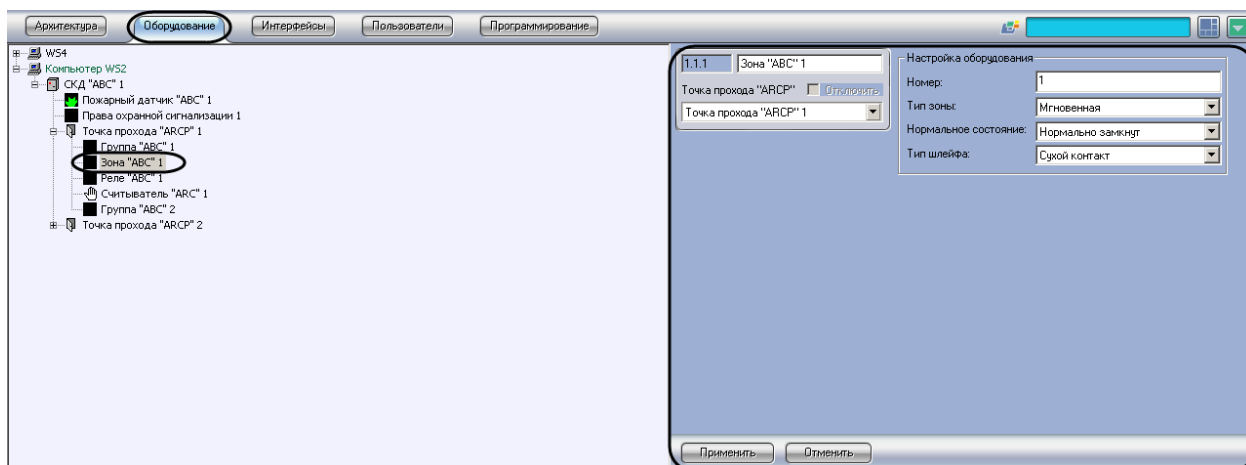 Архитектура Оборудование Интерфейсы Пользователи Программирование
WS4
Компьютер WS2
СКД "ABC" 1
Пожарный датчик "ABC" 1
Права охранной сигнализации 1
Точка прохода "ARCP" 1
Группа "ABC" 1
Зона "ABC" 1
Реле "ABC" 1
Считыватель "ARC" 1
Группа "ABC" 2
Точка прохода "ARCP" 2
1.1.1 Зона "ABC" 1
Точка прохода "ARCP" Отключить
Точка прохода "ARCP" 1
Настройка оборудования
Номер: 1
Тип зоны: Мгновенная
Нормальное состояние: Нормально замкнут
Тип шлейфа: Сухой контакт
Применить Отменить